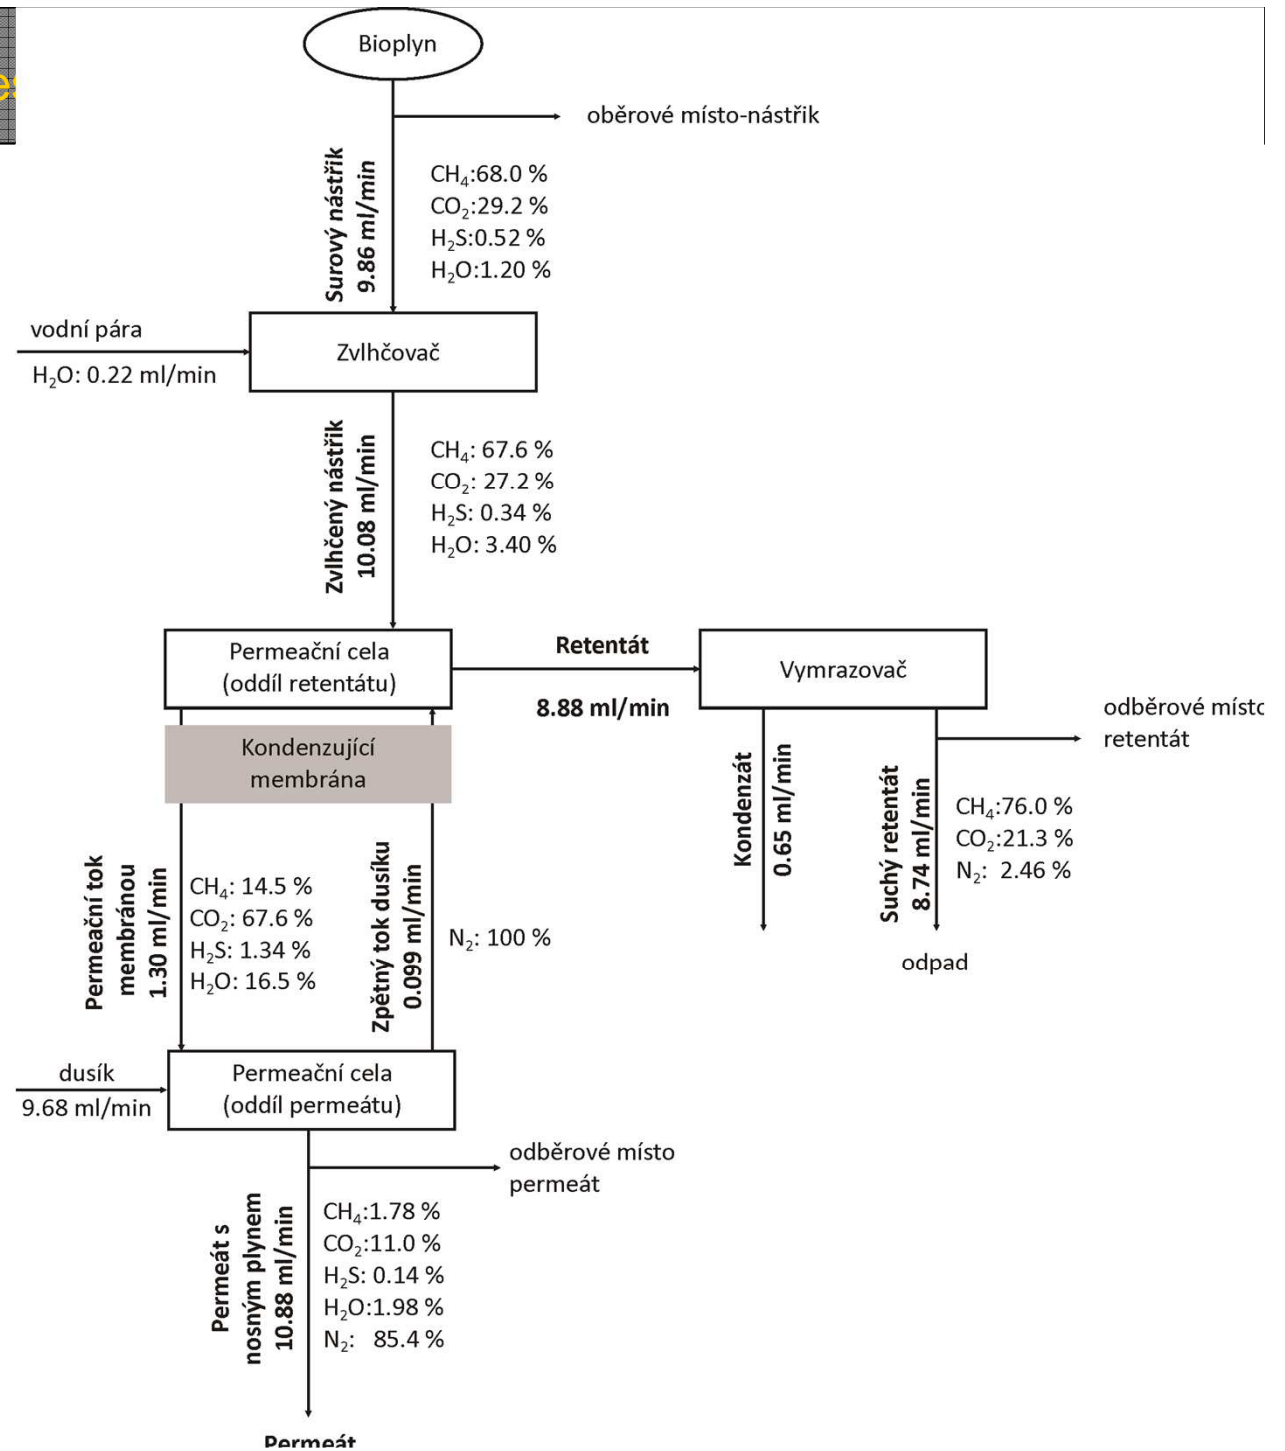 Bioplyn
oběrové místo-nástřik
Surový nástřik
9.86 ml/min
CH₄:68.0 %
CO₂:29.2 %
H₂S:0.52 %
H₂O:1.20 %
vodní pára
H₂O: 0.22 ml/min
Zvlhčovač
Zvlhčený nástřik
10.08 ml/min
CH₄: 67.6 %
CO₂: 27.2 %
H₂S: 0.34 %
H₂O: 3.40 %
Permeační cela
(oddíl retentátu)
Retentát
8.88 ml/min
Vymrazovač
odběrové místo
retentát
Kondenzující
membrána
Kondenzát
0.65 ml/min
Suchý retentát
8.74 ml/min
CH₄:76.0 %
CO₂:21.3 %
N₂: 2.46 %
odpad
Permeační tok
membránou
1.30 ml/min
CH₄: 14.5 %
CO₂: 67.6 %
H₂S: 1.34 %
H₂O: 16.5 %
Zpětný tok dusíku
0.099 ml/min
N₂: 100 %
dusík
9.68 ml/min
Permeační cela
(oddíl permeátu)
odběrové místo
permeát
Permeát s
nosným plynem
10.88 ml/min
CH₄:1.78 %
CO₂:11.0 %
H₂S: 0.14 %
H₂O:1.98 %
N₂: 85.4 %
Permeát